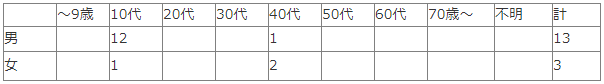 ～9歳 10代 20代 30代 40代 50代 60代 70歳～ 不明 計
男 12 1 13
女 1 2 3